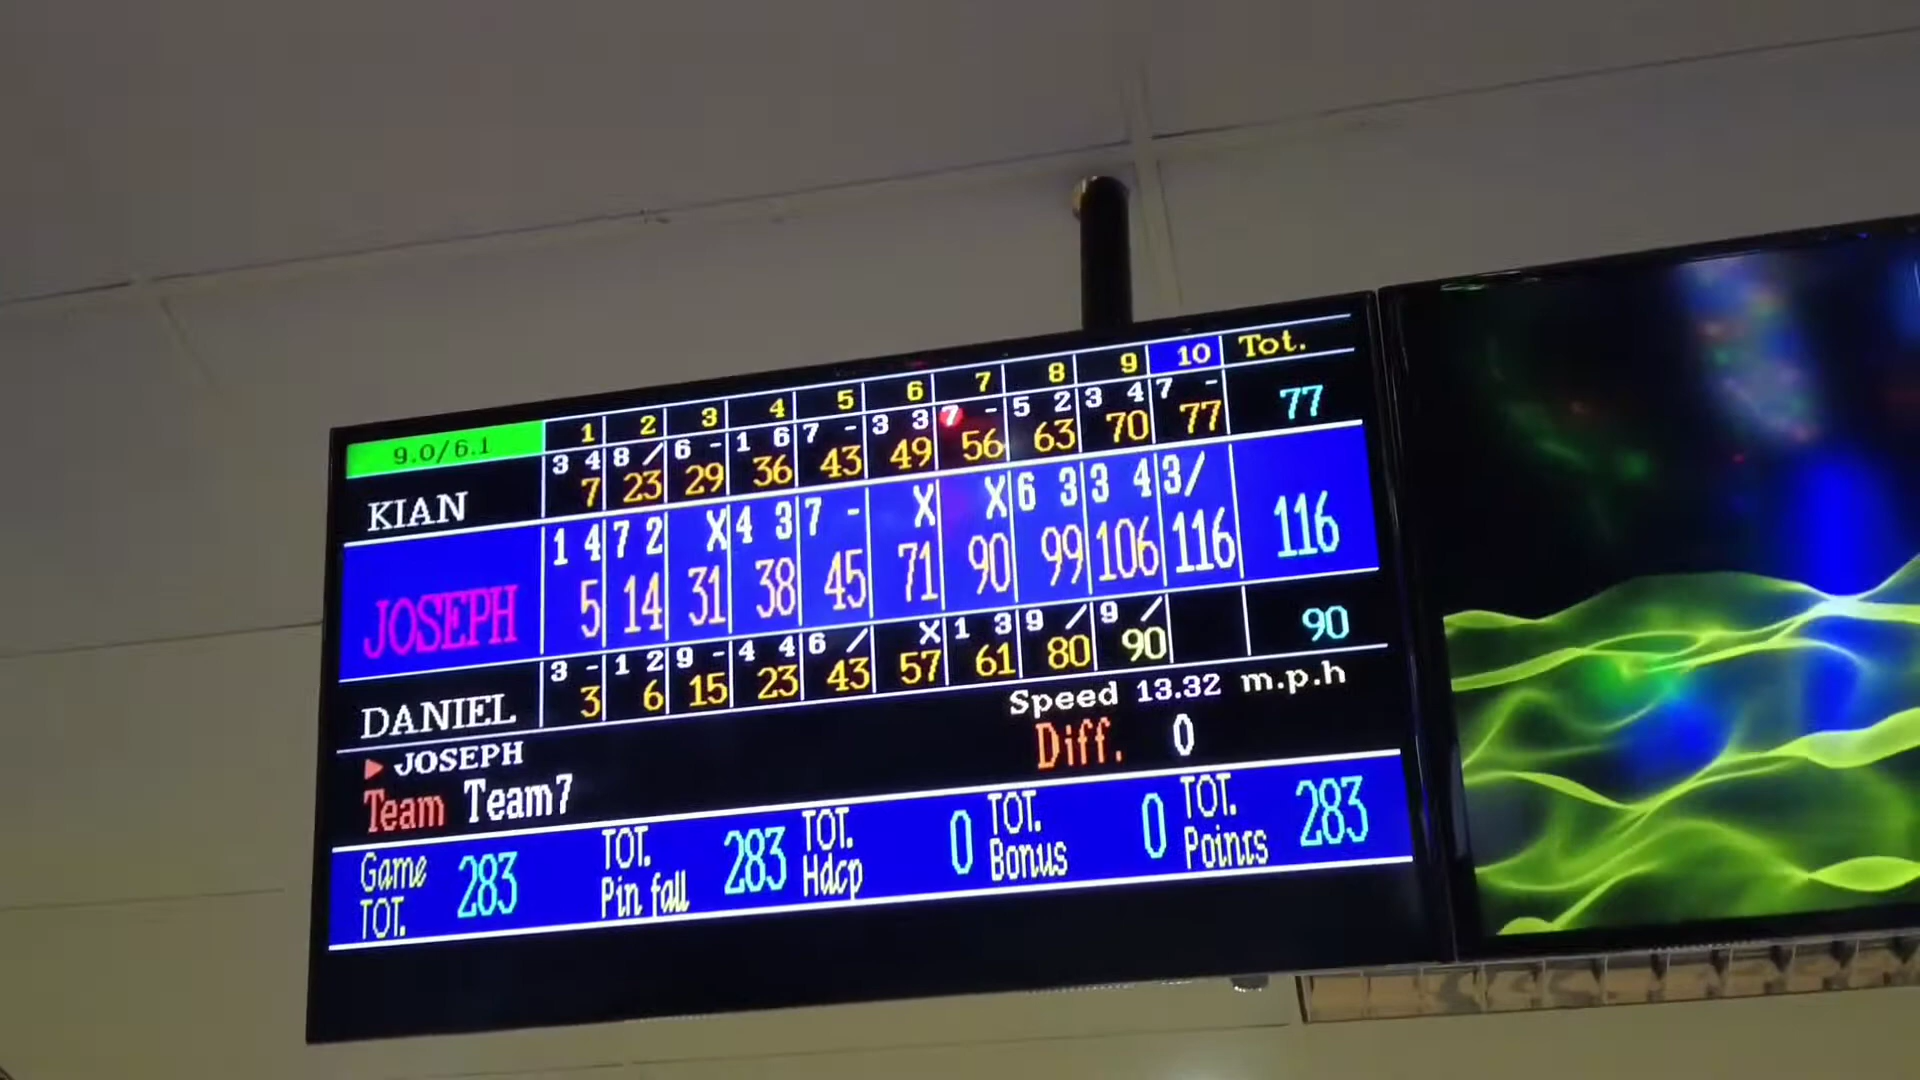 9.0/6.1 1 2 3 4 5 6 7 8 9 10 Tot.
3 4 8 / 6 - 1 6 7 - 3 3 7 - 5 2 3 4 7 -
KIAN 7 23 29 36 43 49 56 63 70 77 77
1 4 7 2 X 4 3 7 - X X 6 3 3 4 3/
JOSEPH 5 14 31 38 45 71 90 99 106 116 116
3 - 1 2 9 - 4 4 6 / X 1 3 9 / 9 /
DANIEL 3 6 15 23 43 57 61 80 90 90
JOSEPH Speed 13.32 m.p.h
Team Team7 Diff. 0
Game TOT. 283 TOT. Pin fall 283 TOT. Hdcp 0 TOT. Bonus 0 TOT. Points 283